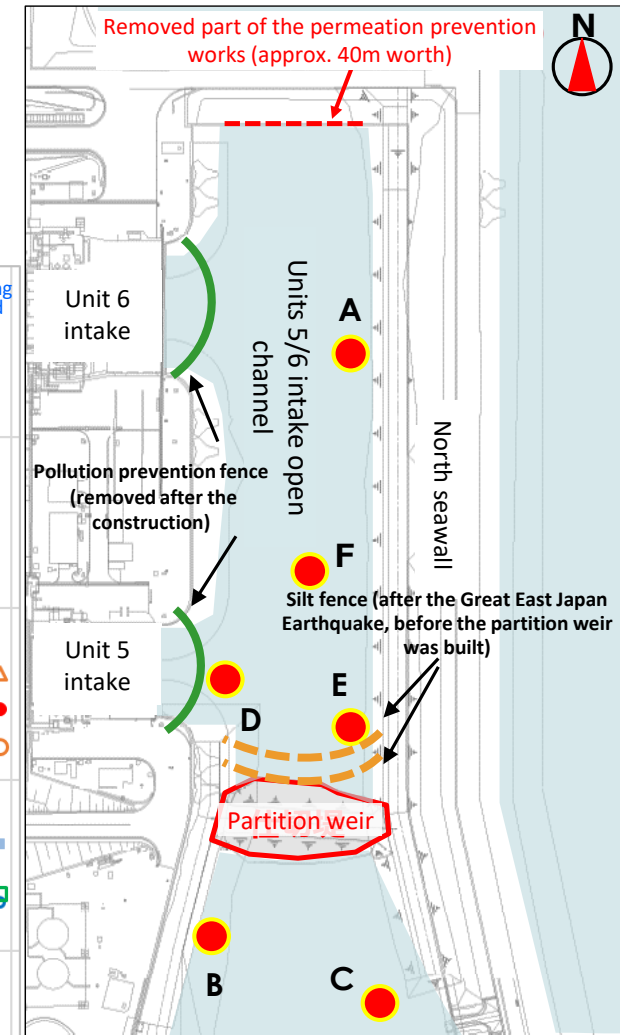 Removed part of the permeation prevention
works (approx. 40m worth)
N
Unit 6
intake
Units 5/6 intake open
channel
A
North seawall
Pollution prevention fence
(removed after the
construction)
F
Silt fence (after the Great East Japan
Earthquake, before the partition weir
was built)
Unit 5
intake
D
E
Partition weir
B
C